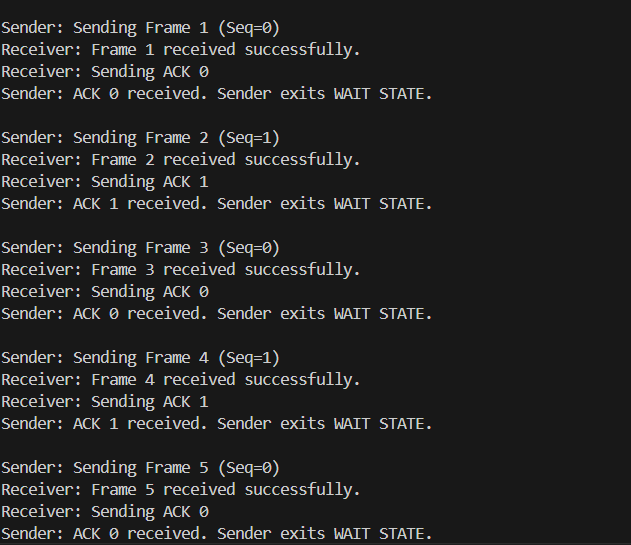 Sender: Sending Frame 1 (Seq=0)
Receiver: Frame 1 received successfully.
Receiver: Sending ACK 0
Sender: ACK 0 received. Sender exits WAIT STATE.

Sender: Sending Frame 2 (Seq=1)
Receiver: Frame 2 received successfully.
Receiver: Sending ACK 1
Sender: ACK 1 received. Sender exits WAIT STATE.

Sender: Sending Frame 3 (Seq=0)
Receiver: Frame 3 received successfully.
Receiver: Sending ACK 0
Sender: ACK 0 received. Sender exits WAIT STATE.

Sender: Sending Frame 4 (Seq=1)
Receiver: Frame 4 received successfully.
Receiver: Sending ACK 1
Sender: ACK 1 received. Sender exits WAIT STATE.

Sender: Sending Frame 5 (Seq=0)
Receiver: Frame 5 received successfully.
Receiver: Sending ACK 0
Sender: ACK 0 received. Sender exits WAIT STATE.